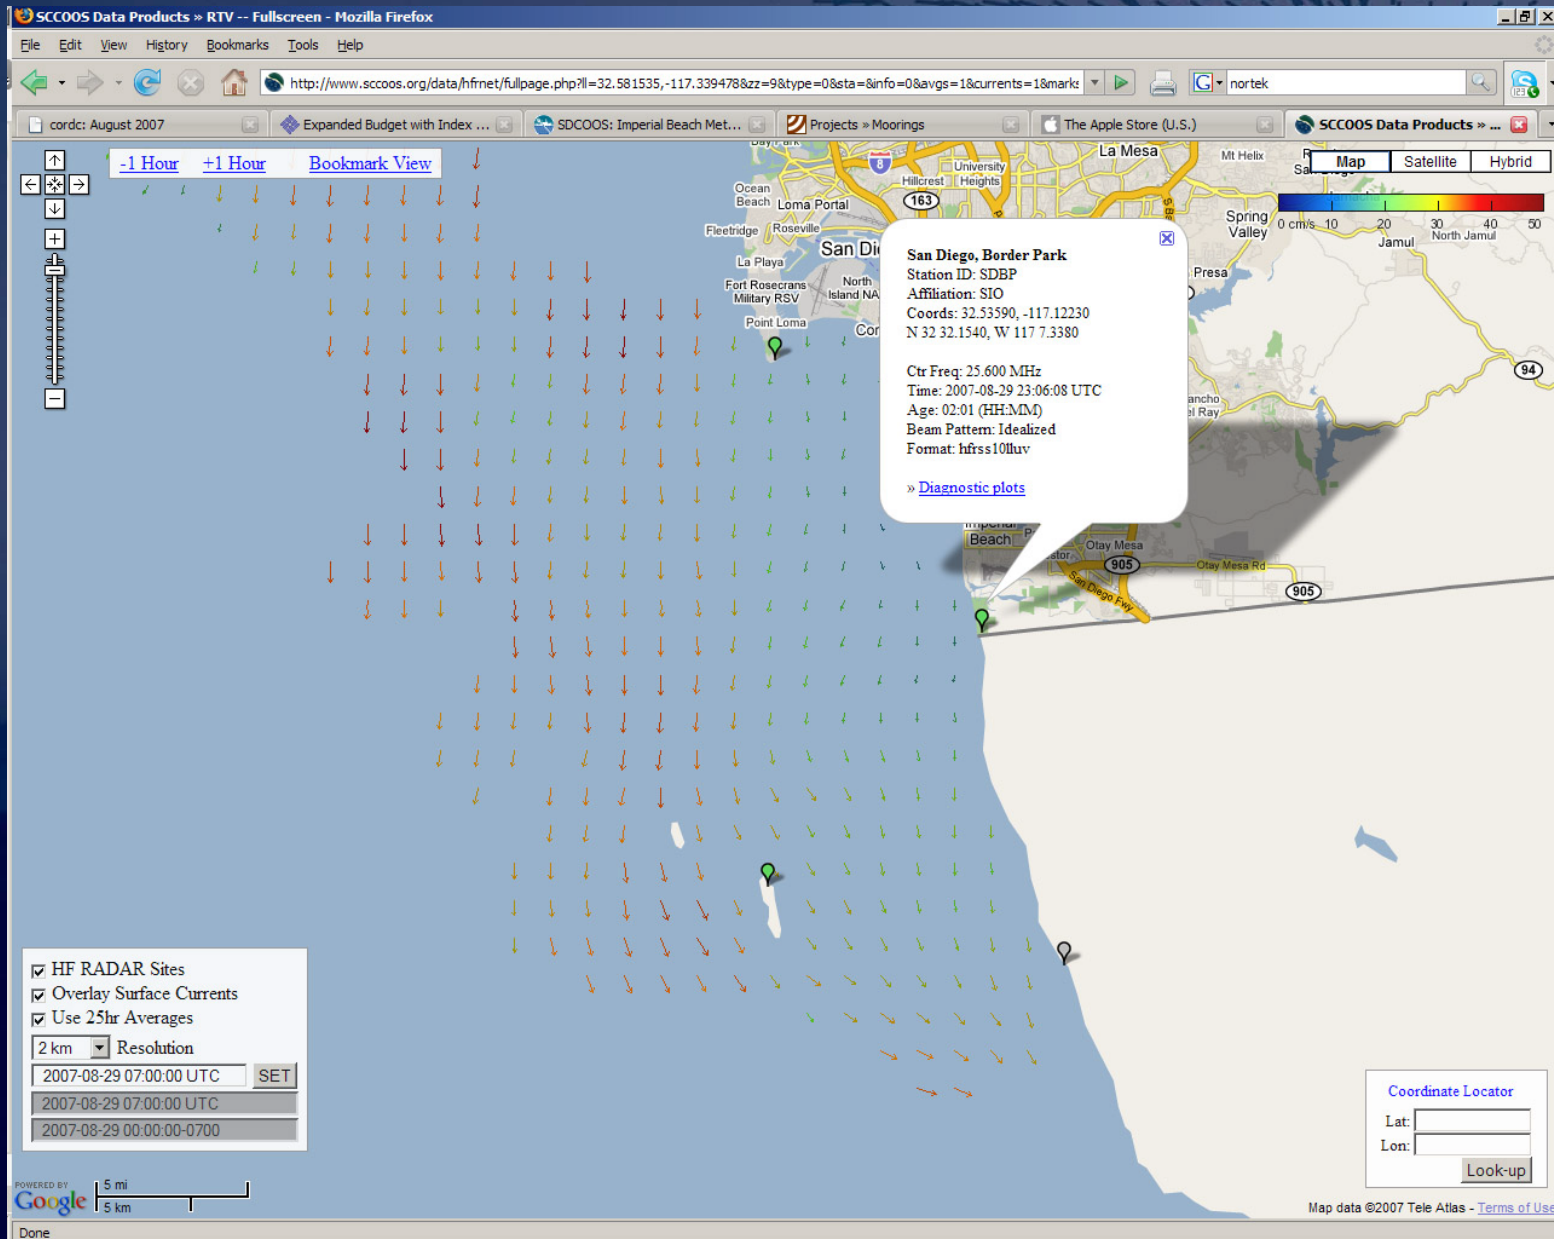 SCCOOS Data Products » RTV -- Fullscreen - Mozilla Firefox
File Edit View History Bookmarks Tools Help
http://www.sccoos.org/data/hfrnet/fullpage.php?ll=32.581535,-117.339478&zz=9&type=0&sta=&info=0&avgs=1&currents=1&marks
G nortek
cordc: August 2007
Expanded Budget with Index ...
SDCOOS: Imperial Beach Met...
Projects » Moorings
The Apple Store (U.S.)
SCCOOS Data Products » ...
-1 Hour +1 Hour Bookmark View
Map Satellite Hybrid
0 cm/s 10 20 30 40 50
La Mesa
Mt Helix
8
University Heights
Hillcrest
163
Ocean Beach
Loma Portal
Fleetridge
Roseville
Spring Valley
Jamul
North Jamul
San Di
La Playa
Fort Rosecrans Military RSV
North Island NA
Point Loma
Cor
Presa
ancho
el Ray
94
San Diego, Border Park
Station ID: SDBP
Affiliation: SIO
Coords: 32.53590, -117.12230
N 32 32.1540, W 117 7.3380
Ctr Freq: 25.600 MHz
Time: 2007-08-29 23:06:08 UTC
Age: 02:01 (HH:MM)
Beam Pattern: Idealized
Format: hfrss10lluv
» Diagnostic plots
Imperial Beach
Otay Mesa
905
Otay Mesa Rd
905
San Diego Fwy
HF RADAR Sites
Overlay Surface Currents
Use 25hr Averages
2 km Resolution
2007-08-29 07:00:00 UTC SET
2007-08-29 07:00:00 UTC
2007-08-29 00:00:00-0700
Coordinate Locator
Lat:
Lon:
Look-up
POWERED BY
Google
5 mi
5 km
Map data ©2007 Tele Atlas - Terms of Use
Done